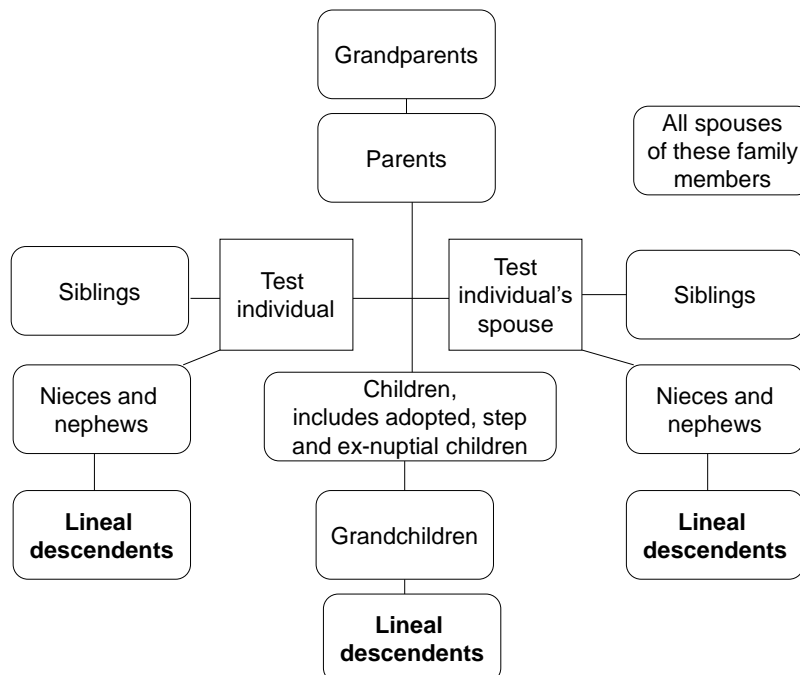 Grandparents
Parents
All spouses
of these family
members
Siblings
Test
individual
Test
individual's
spouse
Siblings
Nieces and
nephews
Children,
includes adopted, step
and ex-nuptial children
Nieces and
nephews
Lineal
descendents
Grandchildren
Lineal
descendents
Lineal
descendents